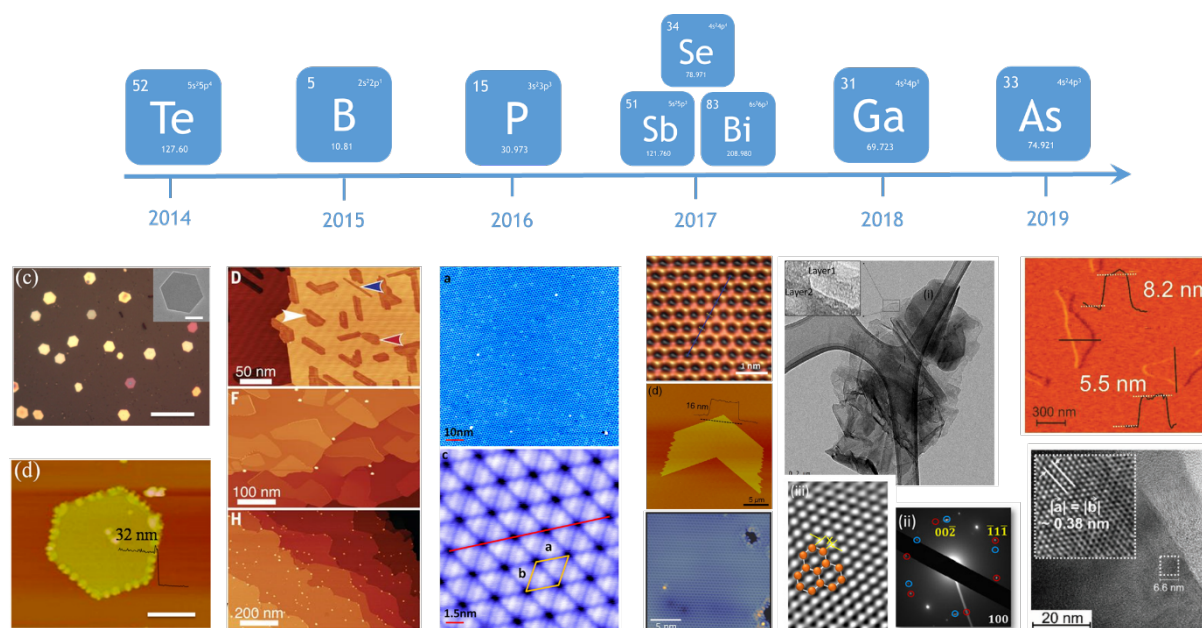 34
4s²4p⁴
Se
78.971
52
5s²5p⁴
Te
127.60
5
2s²2p¹
B
10.81
15
3s²3p³
P
30.973
51
5s²5p³
Sb
121.760
83
6s²6p³
Bi
208.980
31
4s²4p¹
Ga
69.723
33
4s²4p³
As
74.921
2014
2015
2016
2017
2018
2019
(c)
(d)
32 nm
D
50 nm
F
100 nm
H
200 nm
a
10nm
c
a
b
1.5nm
1 nm
(d)
16 nm
5 μm
5 nm
Layer1
Layer2
(i)
(iii)
(ii)
002̄
1̄11̄
100
8.2 nm
5.5 nm
300 nm
|a| = |b|
~ 0.38 nm
6.6 nm
20 nm